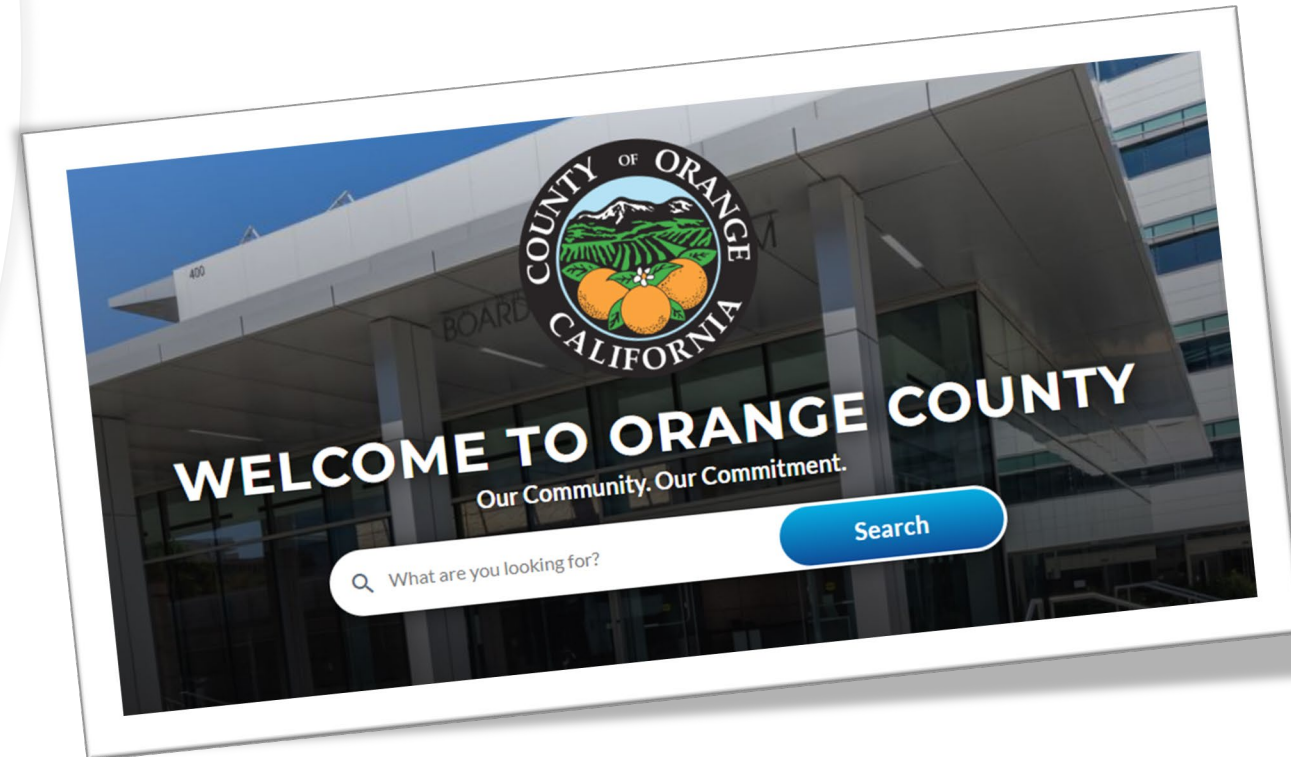 COUNTY OF ORANGE
CALIFORNIA
400
BOARD
WELCOME TO ORANGE COUNTY
Our Community. Our Commitment.
What are you looking for?
Search